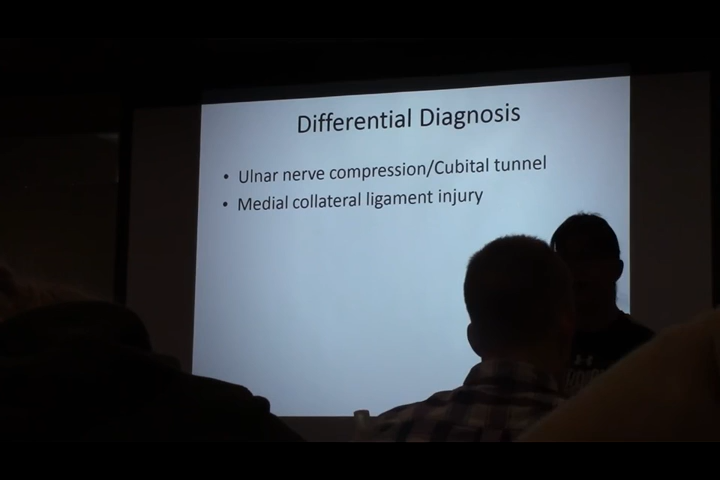 Differential Diagnosis
• Ulnar nerve compression/Cubital tunnel
• Medial collateral ligament injury